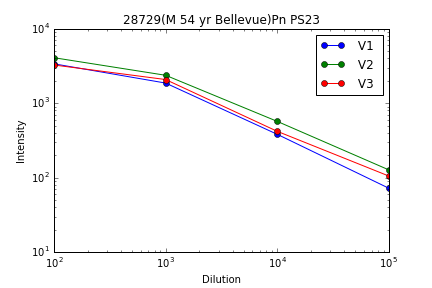 28729(M 54 yr Bellevue)Pn PS23
10⁴
10³
10²
10¹
Intensity
V1
V2
V3
10² 10³ 10⁴ 10⁵
Dilution